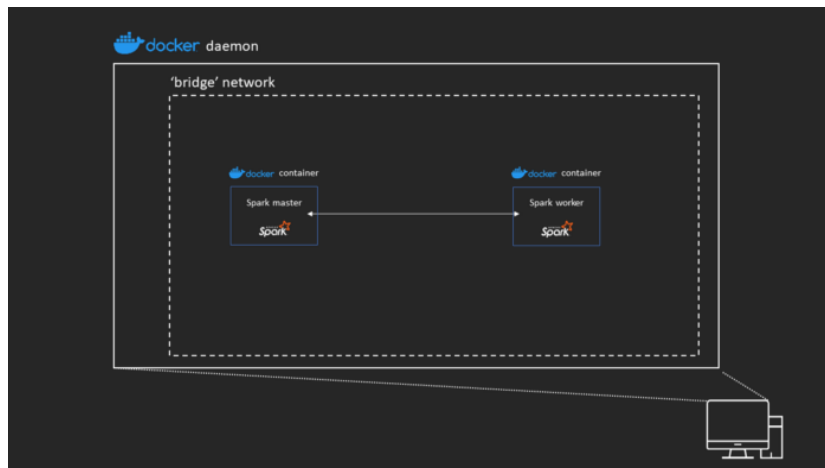 docker daemon
'bridge' network
docker container
docker container
Spark master
Spark worker
Spark
Spark